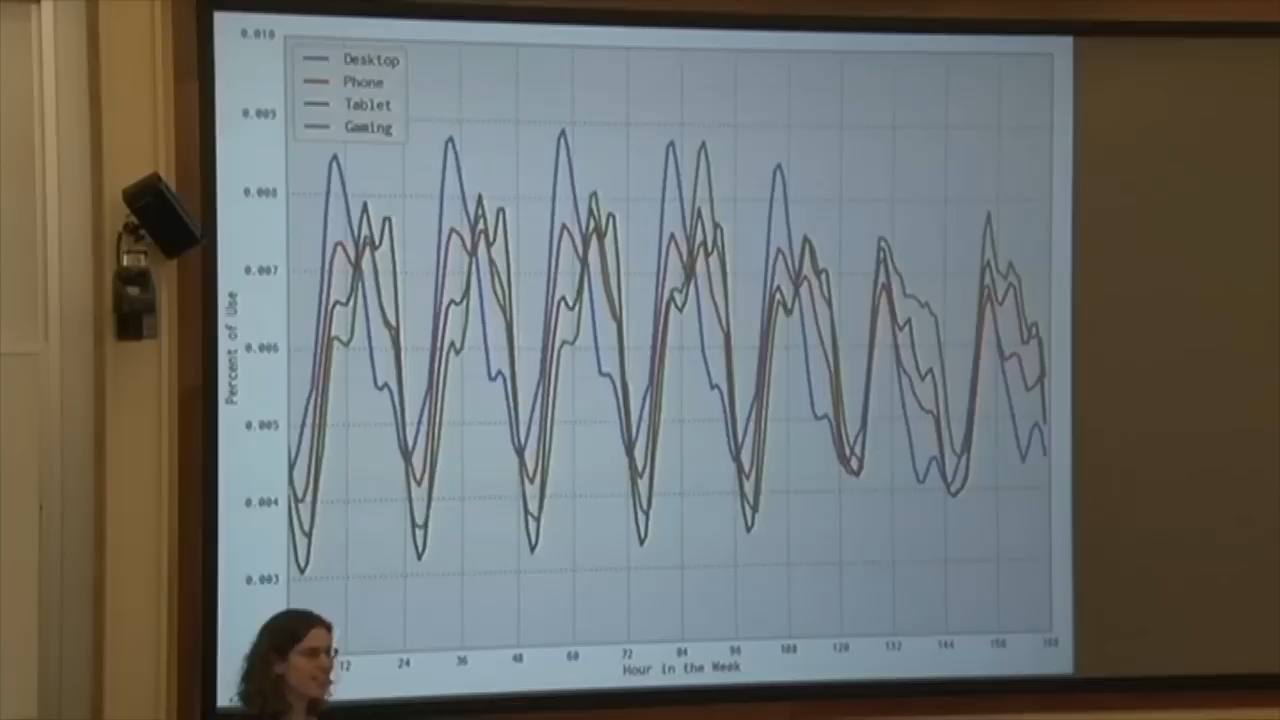 0.010
Desktop
Phone
Tablet
Gaming
0.009
0.008
0.007
0.006
0.005
0.004
0.003
Percent of Use
12 24 36 48 60 72 84 96 108 120 132 144 156 168
Hour in the Week